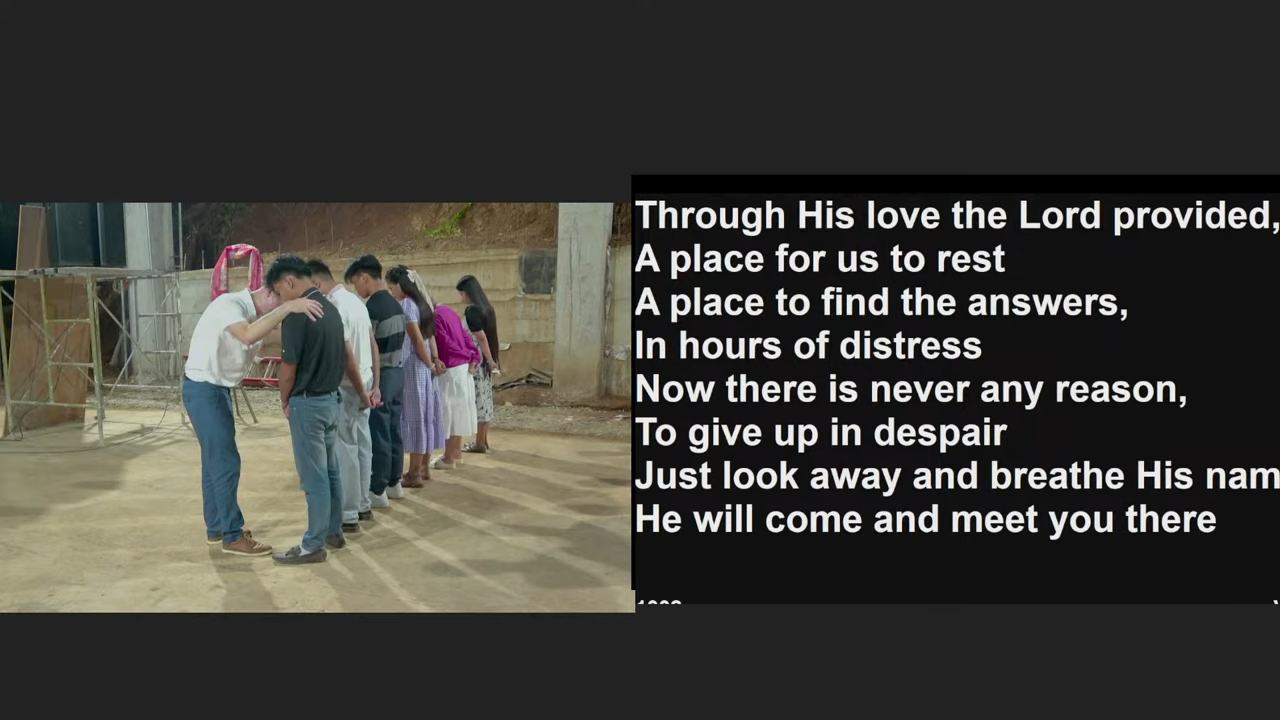 Through His love the Lord provided,
A place for us to rest
A place to find the answers,
In hours of distress
Now there is never any reason,
To give up in despair
Just look away and breathe His nam
He will come and meet you there